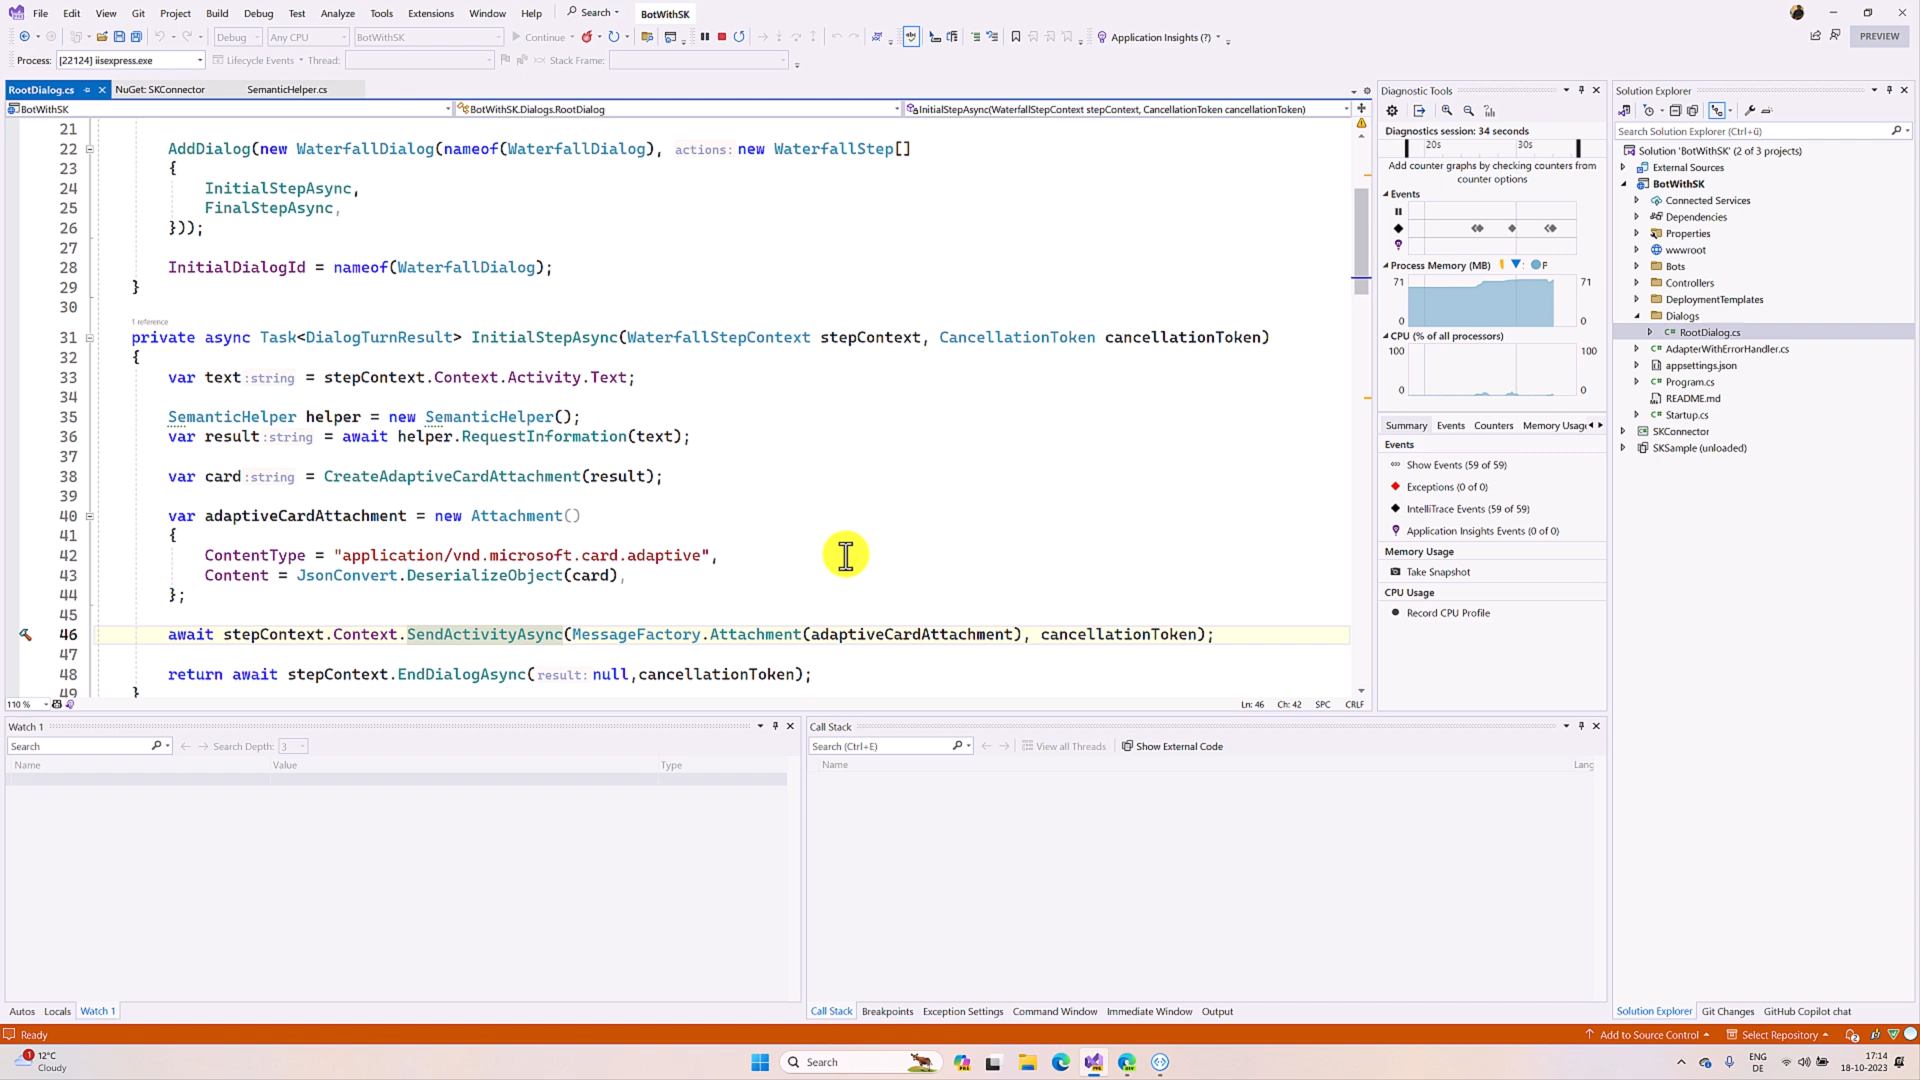 File Edit View Git Project Build Debug Test Analyze Tools Extensions Window Help Search BotWithSK
Debug Any CPU BotWithSK Continue Application Insights (?) PREVIEW
Process: [22124] iisexpress.exe Lifecycle Events Thread: Stack Frame:
RootDialog.cs NuGet: SKConnector SemanticHelper.cs
BotWithSK BotWithSK.Dialogs.RootDialog InitialStepAsync(WaterfallStepContext stepContext, CancellationToken cancellationToken)
21
22 AddDialog(new WaterfallDialog(nameof(WaterfallDialog), actions: new WaterfallStep[]
23 {
24 InitialStepAsync,
25 FinalStepAsync,
26 }));
27
28 InitialDialogId = nameof(WaterfallDialog);
29 }
30
1 reference
31 private async Task<DialogTurnResult> InitialStepAsync(WaterfallStepContext stepContext, CancellationToken cancellationToken)
32 {
33 var text:string = stepContext.Context.Activity.Text;
34
35 SemanticHelper helper = new SemanticHelper();
36 var result:string = await helper.RequestInformation(text);
37
38 var card:string = CreateAdaptiveCardAttachment(result);
39
40 var adaptiveCardAttachment = new Attachment()
41 {
42 ContentType = "application/vnd.microsoft.card.adaptive",
43 Content = JsonConvert.DeserializeObject(card),
44 };
45
46 await stepContext.Context.SendActivityAsync(MessageFactory.Attachment(adaptiveCardAttachment), cancellationToken);
47
48 return await stepContext.EndDialogAsync(result: null,cancellationToken);
49 }
110 % Ln: 46 Ch: 42 SPC CRLF
Diagnostic Tools
Diagnostics session: 34 seconds
20s 30s
Add counter graphs by checking counters from
counter options
Events
Process Memory (MB) F
71 71
0 0
CPU (% of all processors)
100 100
0 0
Summary Events Counters Memory Usage
Events
Show Events (59 of 59)
Exceptions (0 of 0)
IntelliTrace Events (59 of 59)
Application Insights Events (0 of 0)
Memory Usage
Take Snapshot
CPU Usage
Record CPU Profile
Solution Explorer
Search Solution Explorer (Ctrl+ü)
Solution 'BotWithSK' (2 of 3 projects)
External Sources
BotWithSK
Connected Services
Dependencies
Properties
wwwroot
Bots
Controllers
DeploymentTemplates
Dialogs
RootDialog.cs
AdapterWithErrorHandler.cs
appsettings.json
Program.cs
README.md
Startup.cs
SKConnector
SKSample (unloaded)
Watch 1
Search Search Depth: 3
Name Value Type
Autos Locals Watch 1
Call Stack
Search (Ctrl+E) View all Threads Show External Code
Name Lang
Call Stack Breakpoints Exception Settings Command Window Immediate Window Output
Solution Explorer Git Changes GitHub Copilot chat
Ready Add to Source Control Select Repository 2
1 12°C
Cloudy
Search
ENG
DE
17:14
18-10-2023